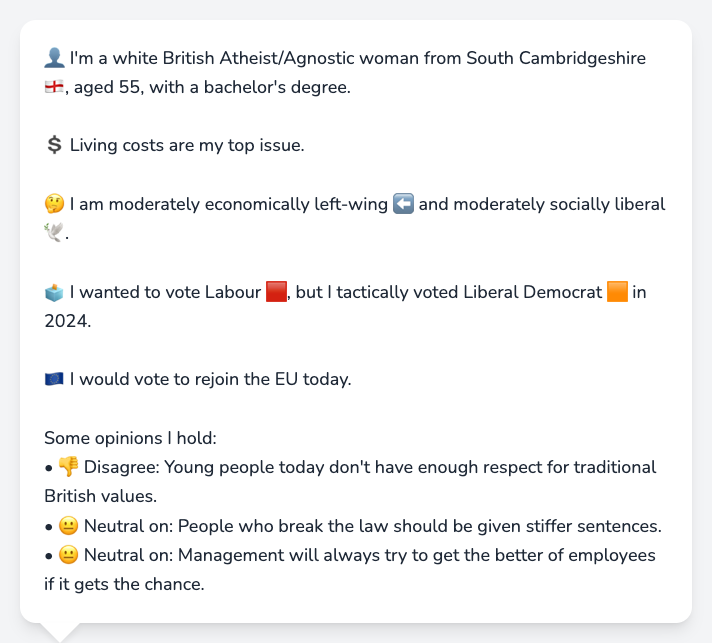 👤 I'm a white British Atheist/Agnostic woman from South Cambridgeshire
🏴󠁧󠁢󠁥󠁮󠁧󠁿, aged 55, with a bachelor's degree.
💲 Living costs are my top issue.
🤔 I am moderately economically left-wing ⬅️ and moderately socially liberal
🕊️.
🗳️ I wanted to vote Labour 🟥, but I tactically voted Liberal Democrat 🟧 in
2024.
🇪🇺 I would vote to rejoin the EU today.
Some opinions I hold:
• 👎 Disagree: Young people today don't have enough respect for traditional
British values.
• 😐 Neutral on: People who break the law should be given stiffer sentences.
• 😐 Neutral on: Management will always try to get the better of employees
if it gets the chance.